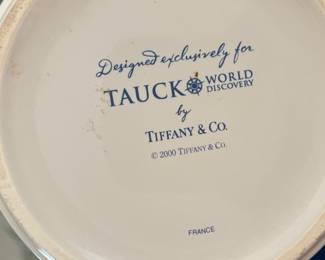 Designed exclusively for
TAUCK WORLD DISCOVERY
by
TIFFANY & CO.
© 2000 TIFFANY & CO.
FRANCE